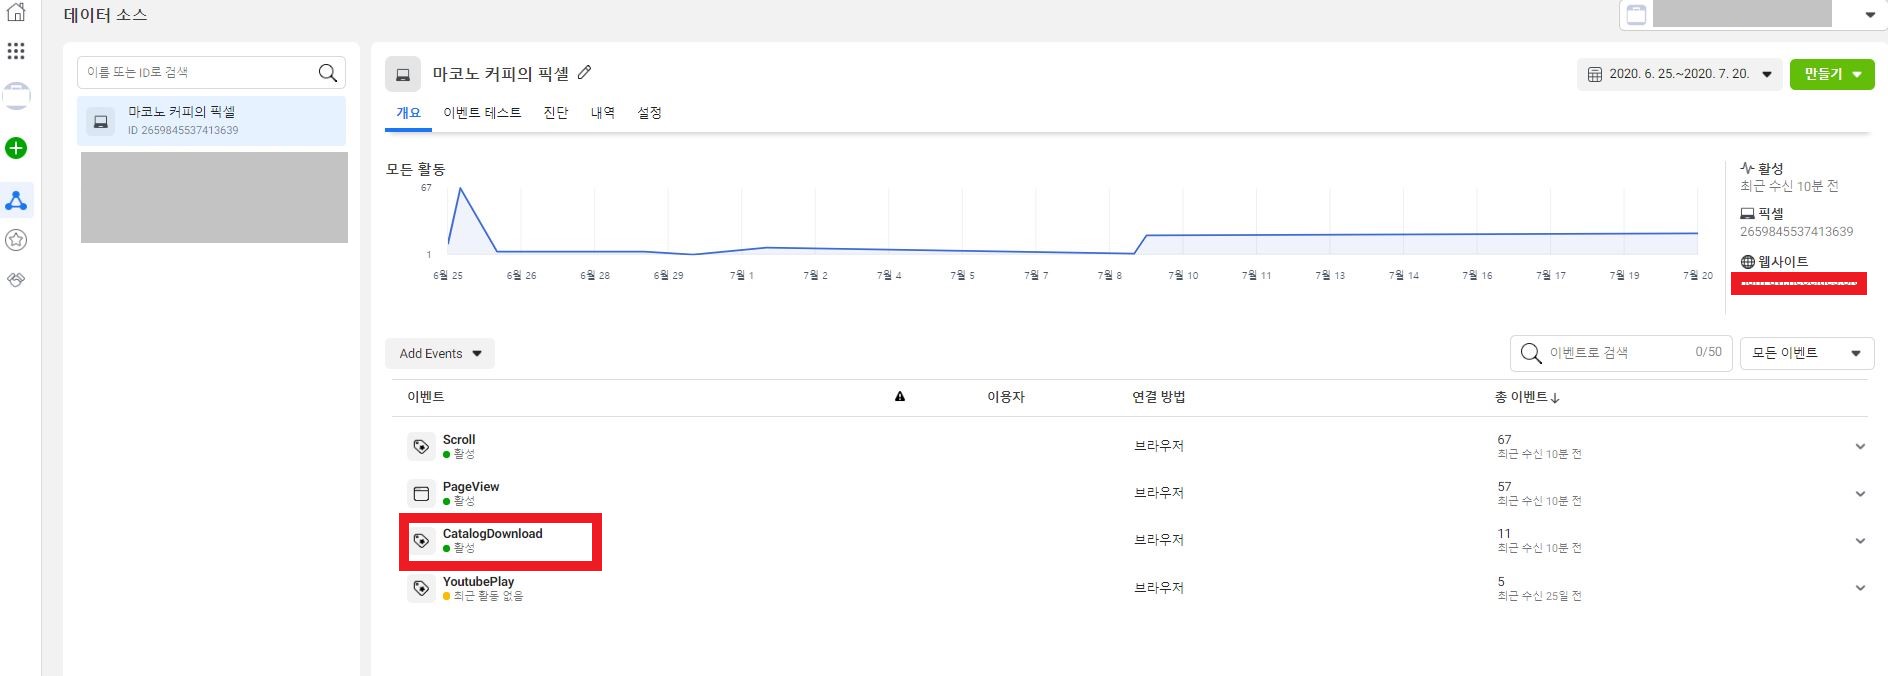 데이터 소스
이름 또는 ID로 검색
마코노 커피의 픽셀
ID 2659845537413639
마코노 커피의 픽셀
2020. 6. 25.~2020. 7. 20.
만들기
개요 이벤트 테스트 진단 내역 설정
모든 활동
67
1
6월 25 6월 26 6월 28 6월 29 7월 1 7월 2 7월 4 7월 5 7월 7 7월 8 7월 10 7월 11 7월 13 7월 14 7월 16 7월 17 7월 19 7월 20
활성
최근 수신 10분 전
픽셀
2659845537413639
웹사이트
Add Events
이벤트로 검색 0/50
모든 이벤트
이벤트 이용자 연결 방법 총 이벤트↓
Scroll
활성
브라우저
67
최근 수신 10분 전
PageView
활성
브라우저
57
최근 수신 10분 전
CatalogDownload
활성
브라우저
11
최근 수신 10분 전
YoutubePlay
최근 활동 없음
브라우저
5
최근 수신 25일 전